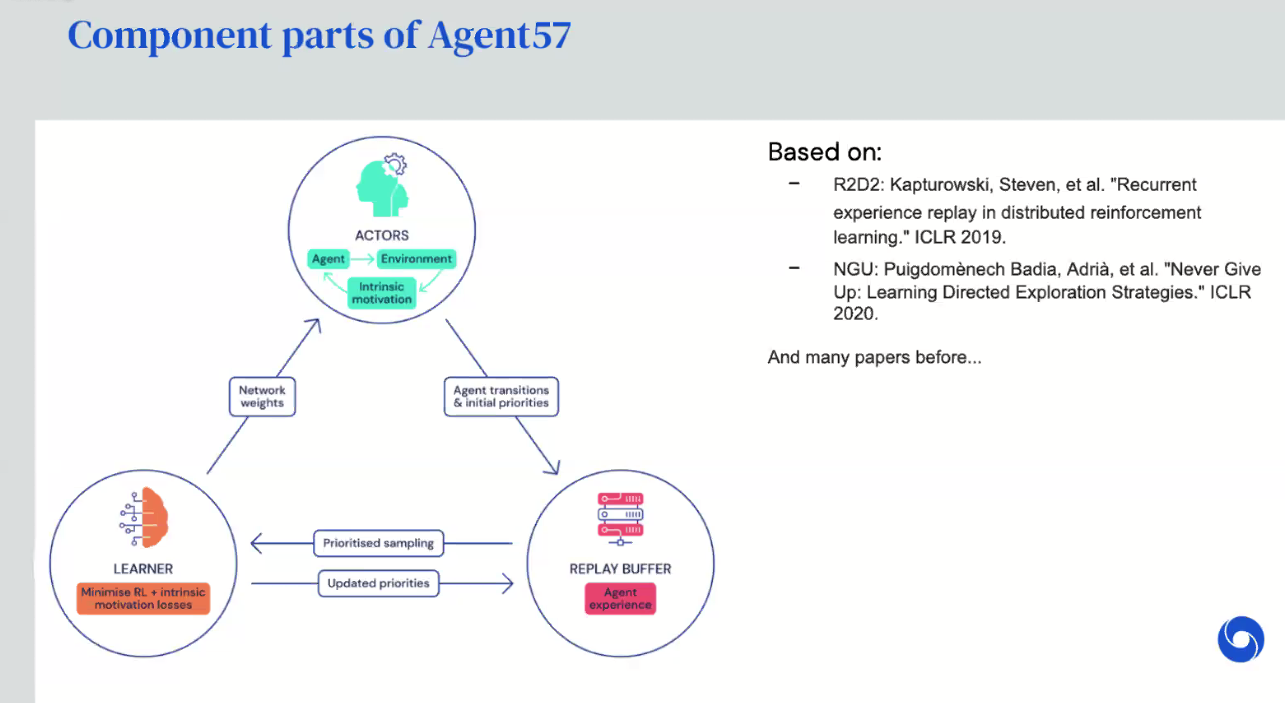 Component parts of Agent57
ACTORS
Agent
Environment
Intrinsic
motivation
Network
weights
Agent transitions
& initial priorities
LEARNER
Minimise RL + intrinsic
motivation losses
Prioritised sampling
Updated priorities
REPLAY BUFFER
Agent
experience
Based on:
– R2D2: Kapturowski, Steven, et al. "Recurrent
experience replay in distributed reinforcement
learning." ICLR 2019.
– NGU: Puigdomènech Badia, Adrià, et al. "Never Give
Up: Learning Directed Exploration Strategies." ICLR
2020.
And many papers before...